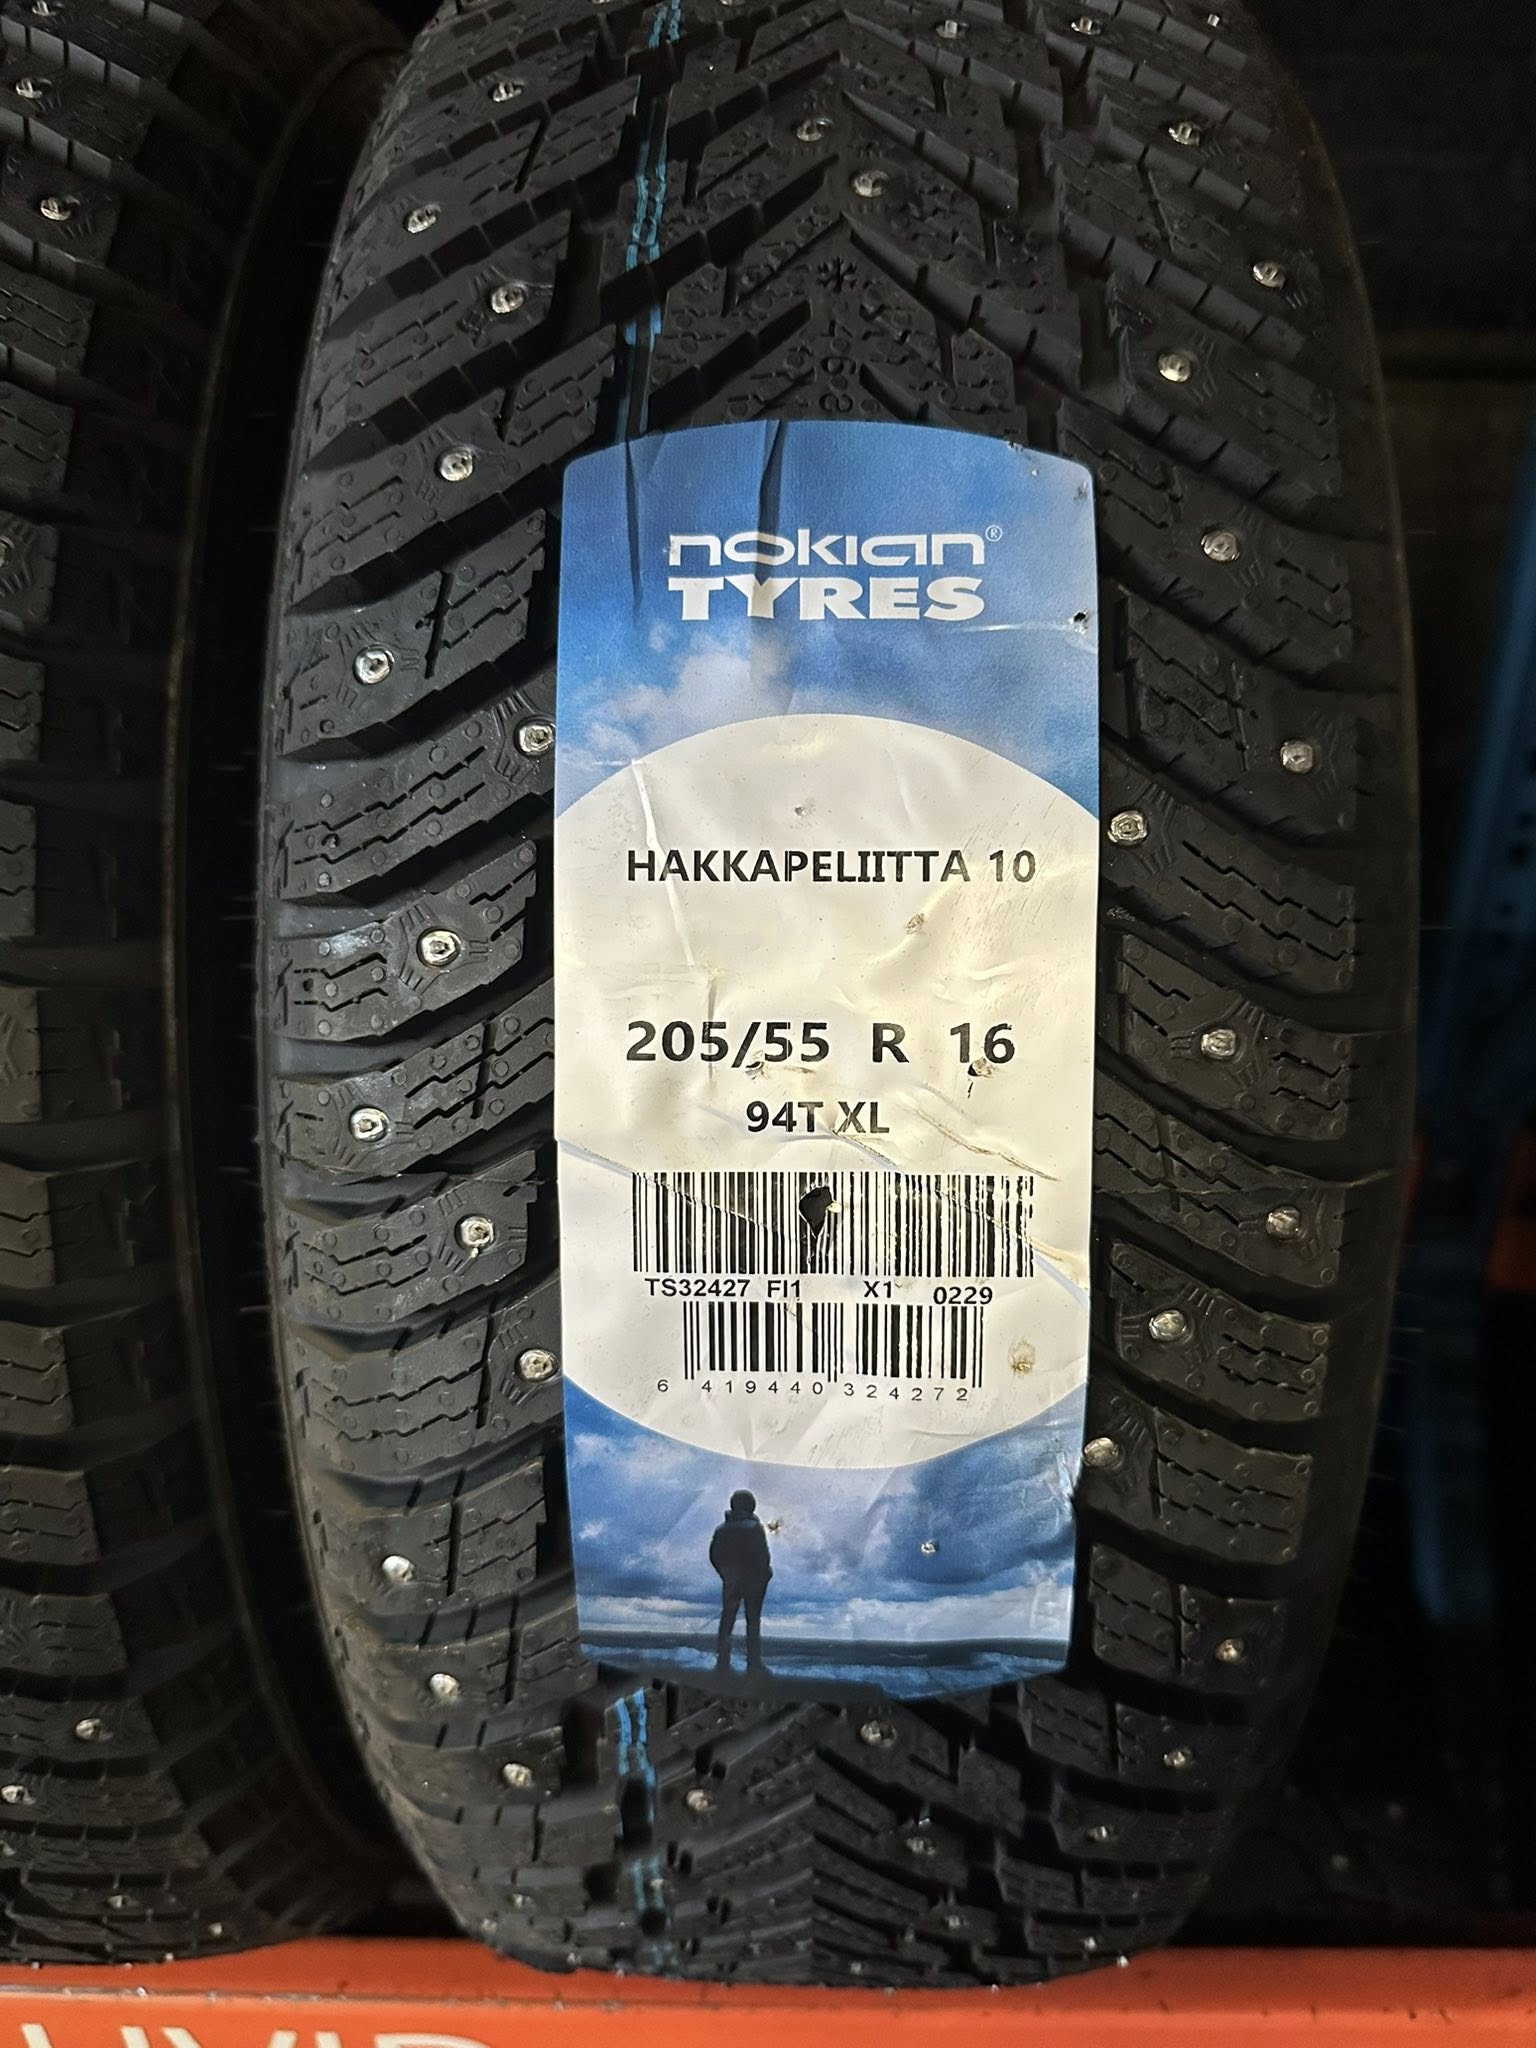 nokian®
TYRES
HAKKAPELIITTA 10
205/55 R 16
94T XL
TS32427 FI1 X1 0229
6 419440 324272